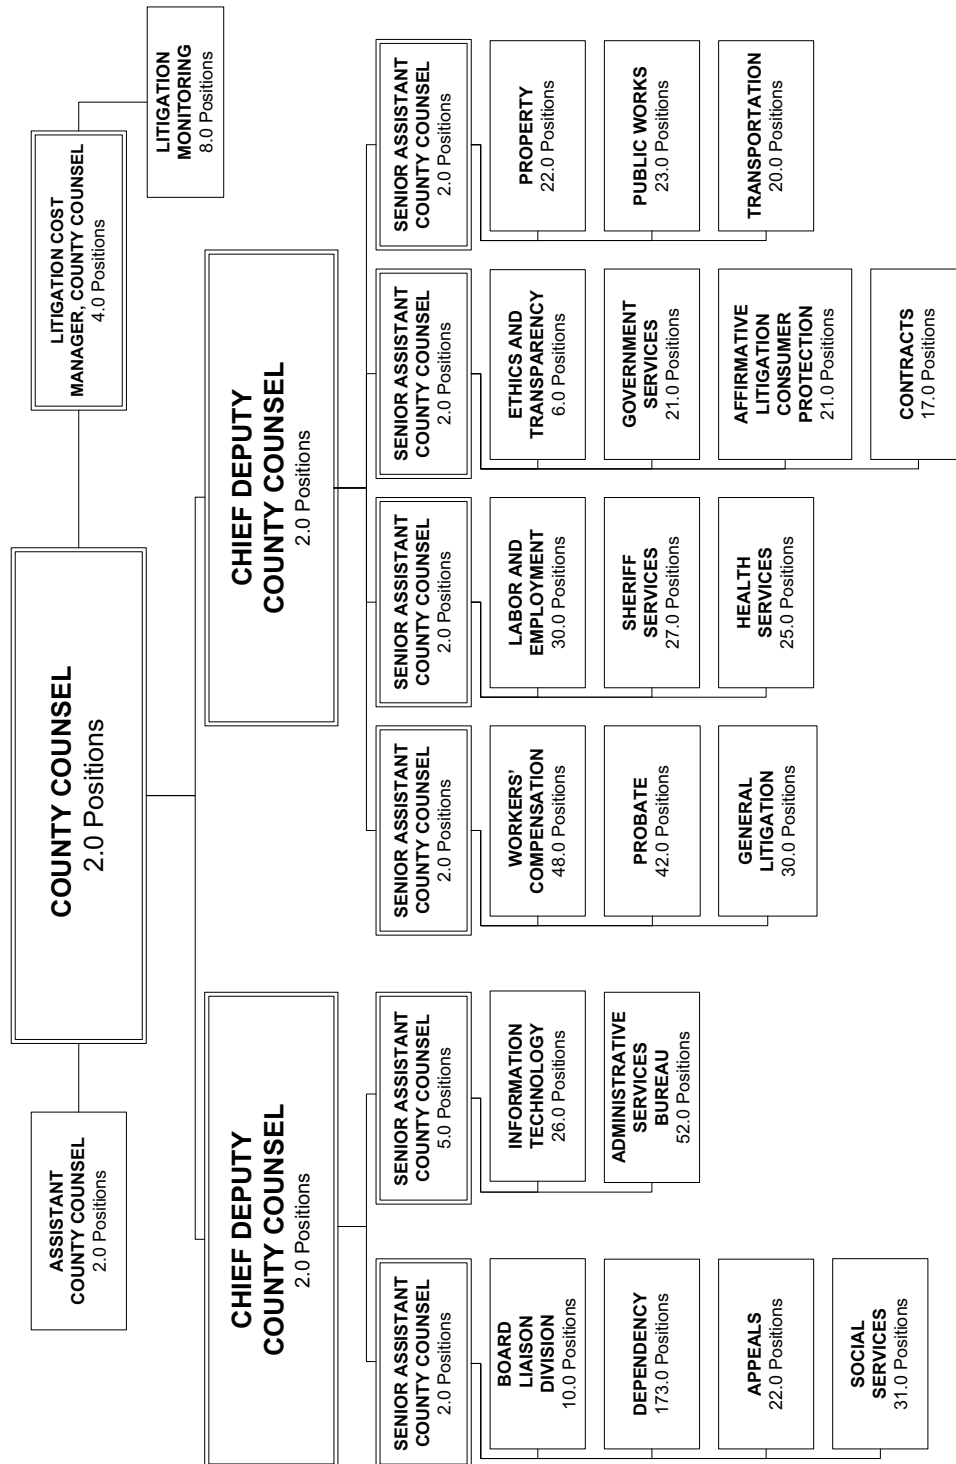 COUNTY COUNSEL
2.0 Positions
ASSISTANT
COUNTY COUNSEL
2.0 Positions
LITIGATION COST
MANAGER, COUNTY COUNSEL
4.0 Positions
LITIGATION
MONITORING
8.0 Positions
CHIEF DEPUTY
COUNTY COUNSEL
2.0 Positions
SENIOR ASSISTANT
COUNTY COUNSEL
2.0 Positions
BOARD
LIAISON
DIVISION
10.0 Positions
DEPENDENCY
173.0 Positions
APPEALS
22.0 Positions
SOCIAL
SERVICES
31.0 Positions
SENIOR ASSISTANT
COUNTY COUNSEL
5.0 Positions
INFORMATION
TECHNOLOGY
26.0 Positions
ADMINISTRATIVE
SERVICES
BUREAU
52.0 Positions
CHIEF DEPUTY
COUNTY COUNSEL
2.0 Positions
SENIOR ASSISTANT
COUNTY COUNSEL
2.0 Positions
WORKERS'
COMPENSATION
48.0 Positions
PROBATE
42.0 Positions
GENERAL
LITIGATION
30.0 Positions
SENIOR ASSISTANT
COUNTY COUNSEL
2.0 Positions
LABOR AND
EMPLOYMENT
30.0 Positions
SHERIFF
SERVICES
27.0 Positions
HEALTH
SERVICES
25.0 Positions
SENIOR ASSISTANT
COUNTY COUNSEL
2.0 Positions
ETHICS AND
TRANSPARENCY
6.0 Positions
GOVERNMENT
SERVICES
21.0 Positions
AFFIRMATIVE
LITIGATION
CONSUMER
PROTECTION
21.0 Positions
CONTRACTS
17.0 Positions
SENIOR ASSISTANT
COUNTY COUNSEL
2.0 Positions
PROPERTY
22.0 Positions
PUBLIC WORKS
23.0 Positions
TRANSPORTATION
20.0 Positions